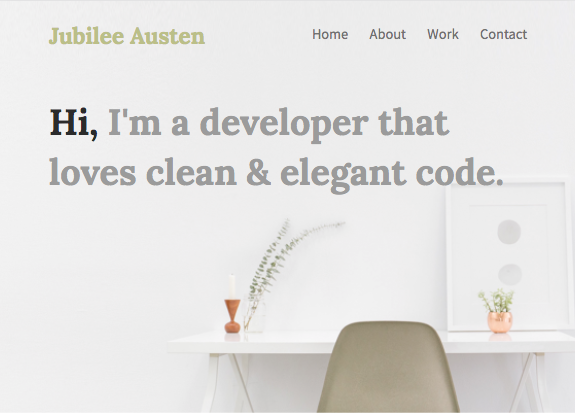 Jubilee Austen
Home About Work Contact
Hi, I'm a developer that
loves clean & elegant code.